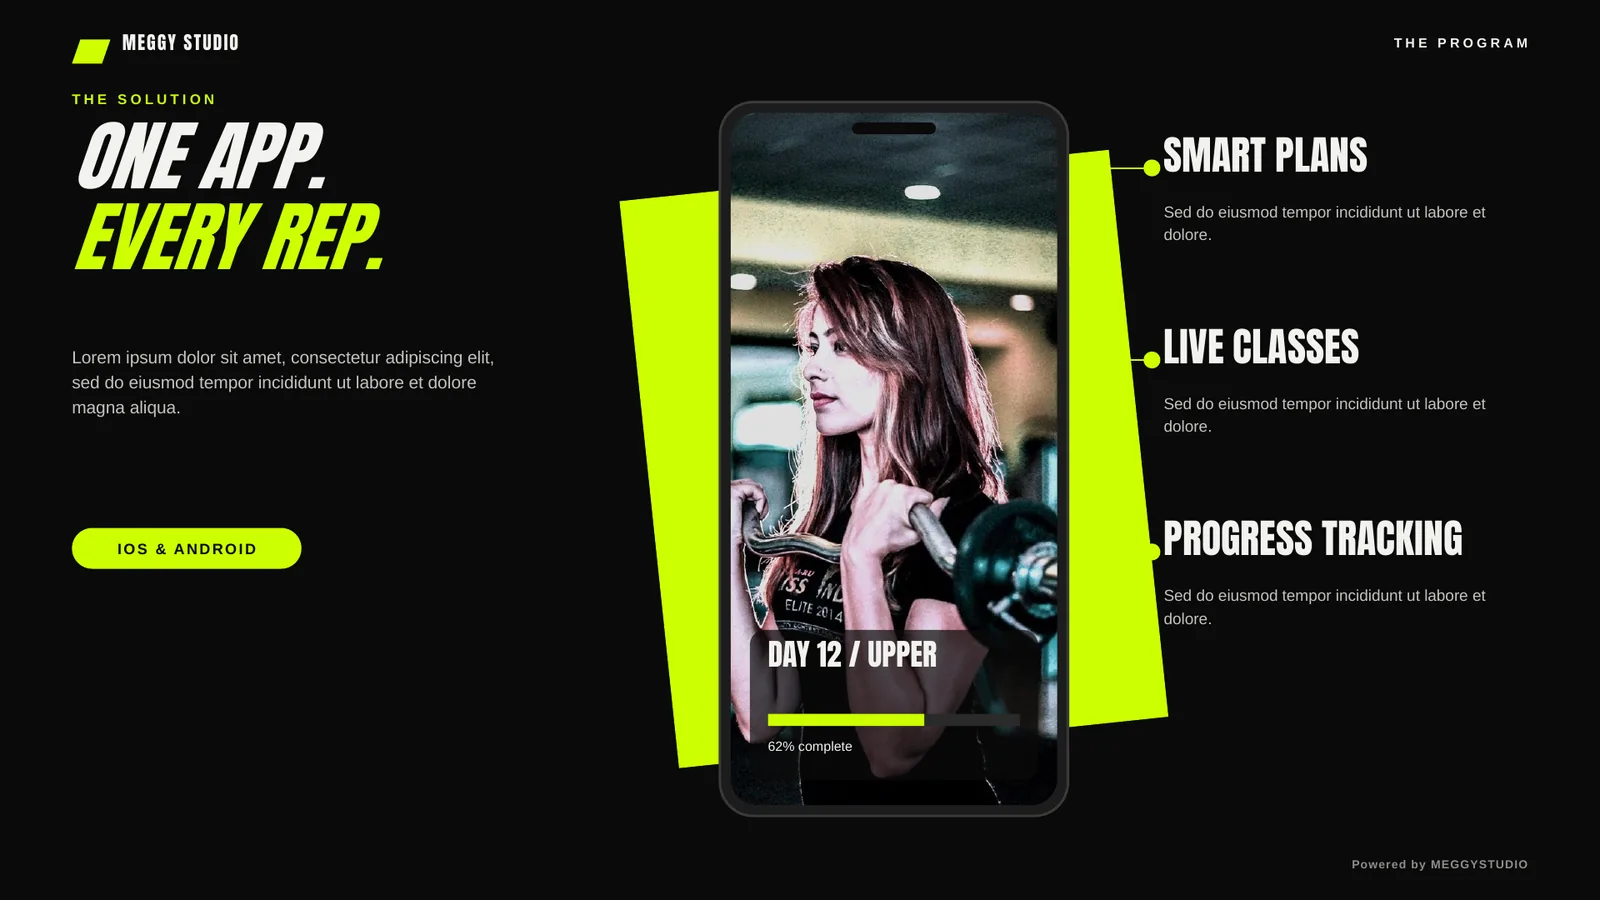 MEGGY STUDIO
THE PROGRAM
THE SOLUTION
ONE APP.
EVERY REP.
Lorem ipsum dolor sit amet, consectetur adipiscing elit,
sed do eiusmod tempor incididunt ut labore et dolore
magna aliqua.
IOS & ANDROID
ELITE 2014
DAY 12 / UPPER
62% complete
SMART PLANS
Sed do eiusmod tempor incididunt ut labore et
dolore.
LIVE CLASSES
Sed do eiusmod tempor incididunt ut labore et
dolore.
PROGRESS TRACKING
Sed do eiusmod tempor incididunt ut labore et
dolore.
Powered by MEGGYSTUDIO